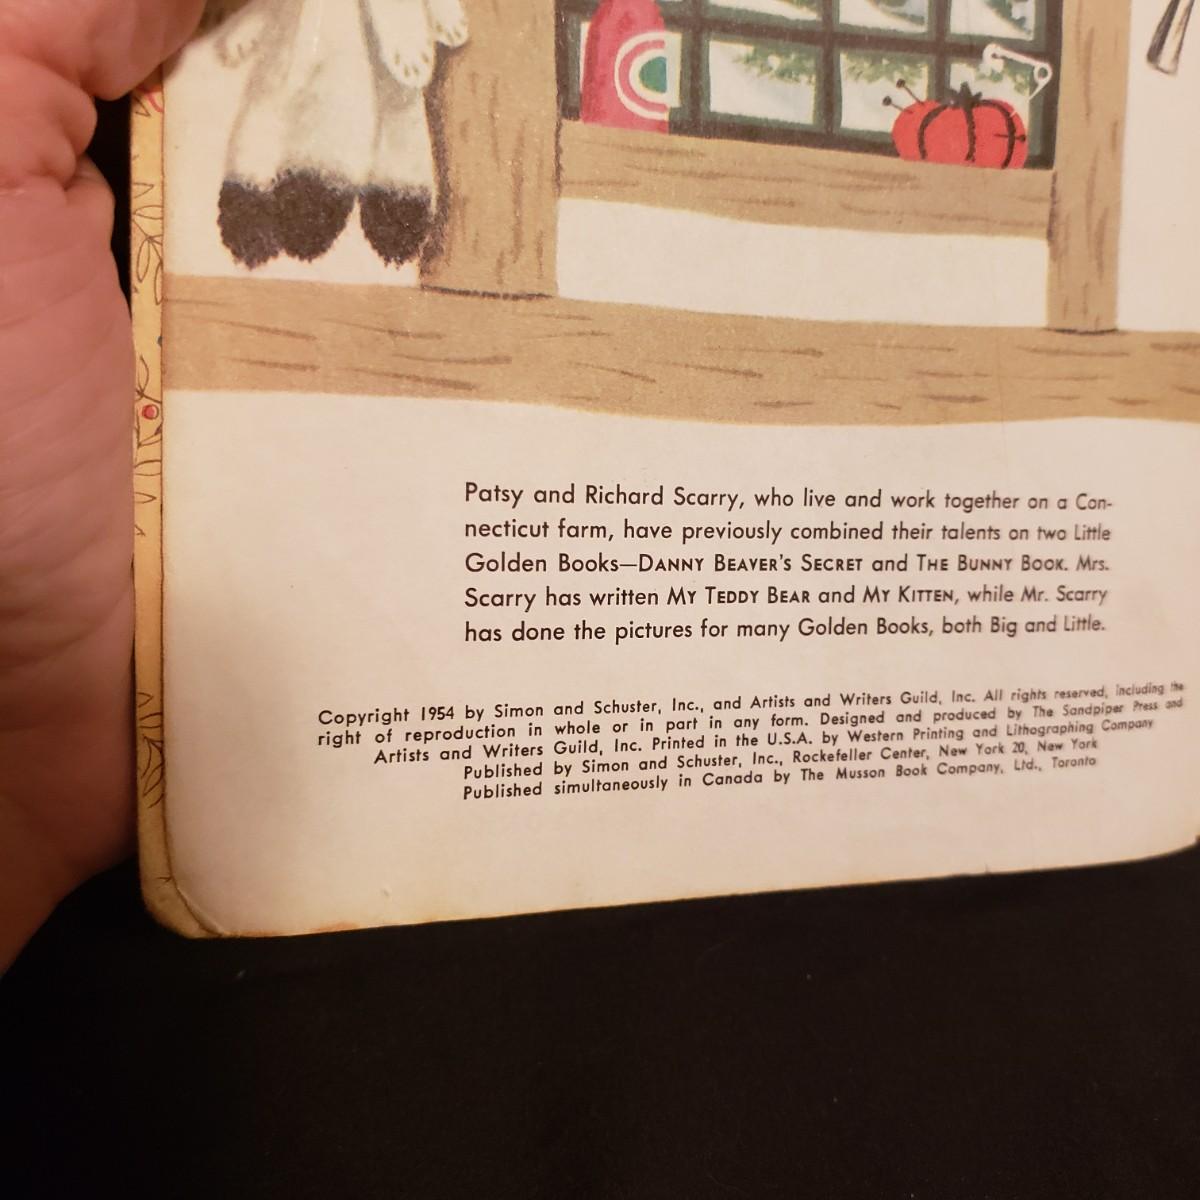 Patsy and Richard Scarry, who live and work together on a Con-
necticut farm, have previously combined their talents on two Little
Golden Books—DANNY BEAVER'S SECRET and THE BUNNY BOOK. Mrs.
Scarry has written MY TEDDY BEAR and MY KITTEN, while Mr. Scarry
has done the pictures for many Golden Books, both Big and Little.
Copyright 1954 by Simon and Schuster, Inc., and Artists and Writers Guild, Inc. All rights reserved, including the
right of reproduction in whole or in part in any form. Designed and produced by The Sandpiper Press and
Artists and Writers Guild, Inc. Printed in the U.S.A. by Western Printing and Lithographing Company
Published by Simon and Schuster, Inc., Rockefeller Center, New York 20, New York
Published simultaneously in Canada by The Musson Book Company, Ltd., Toronto